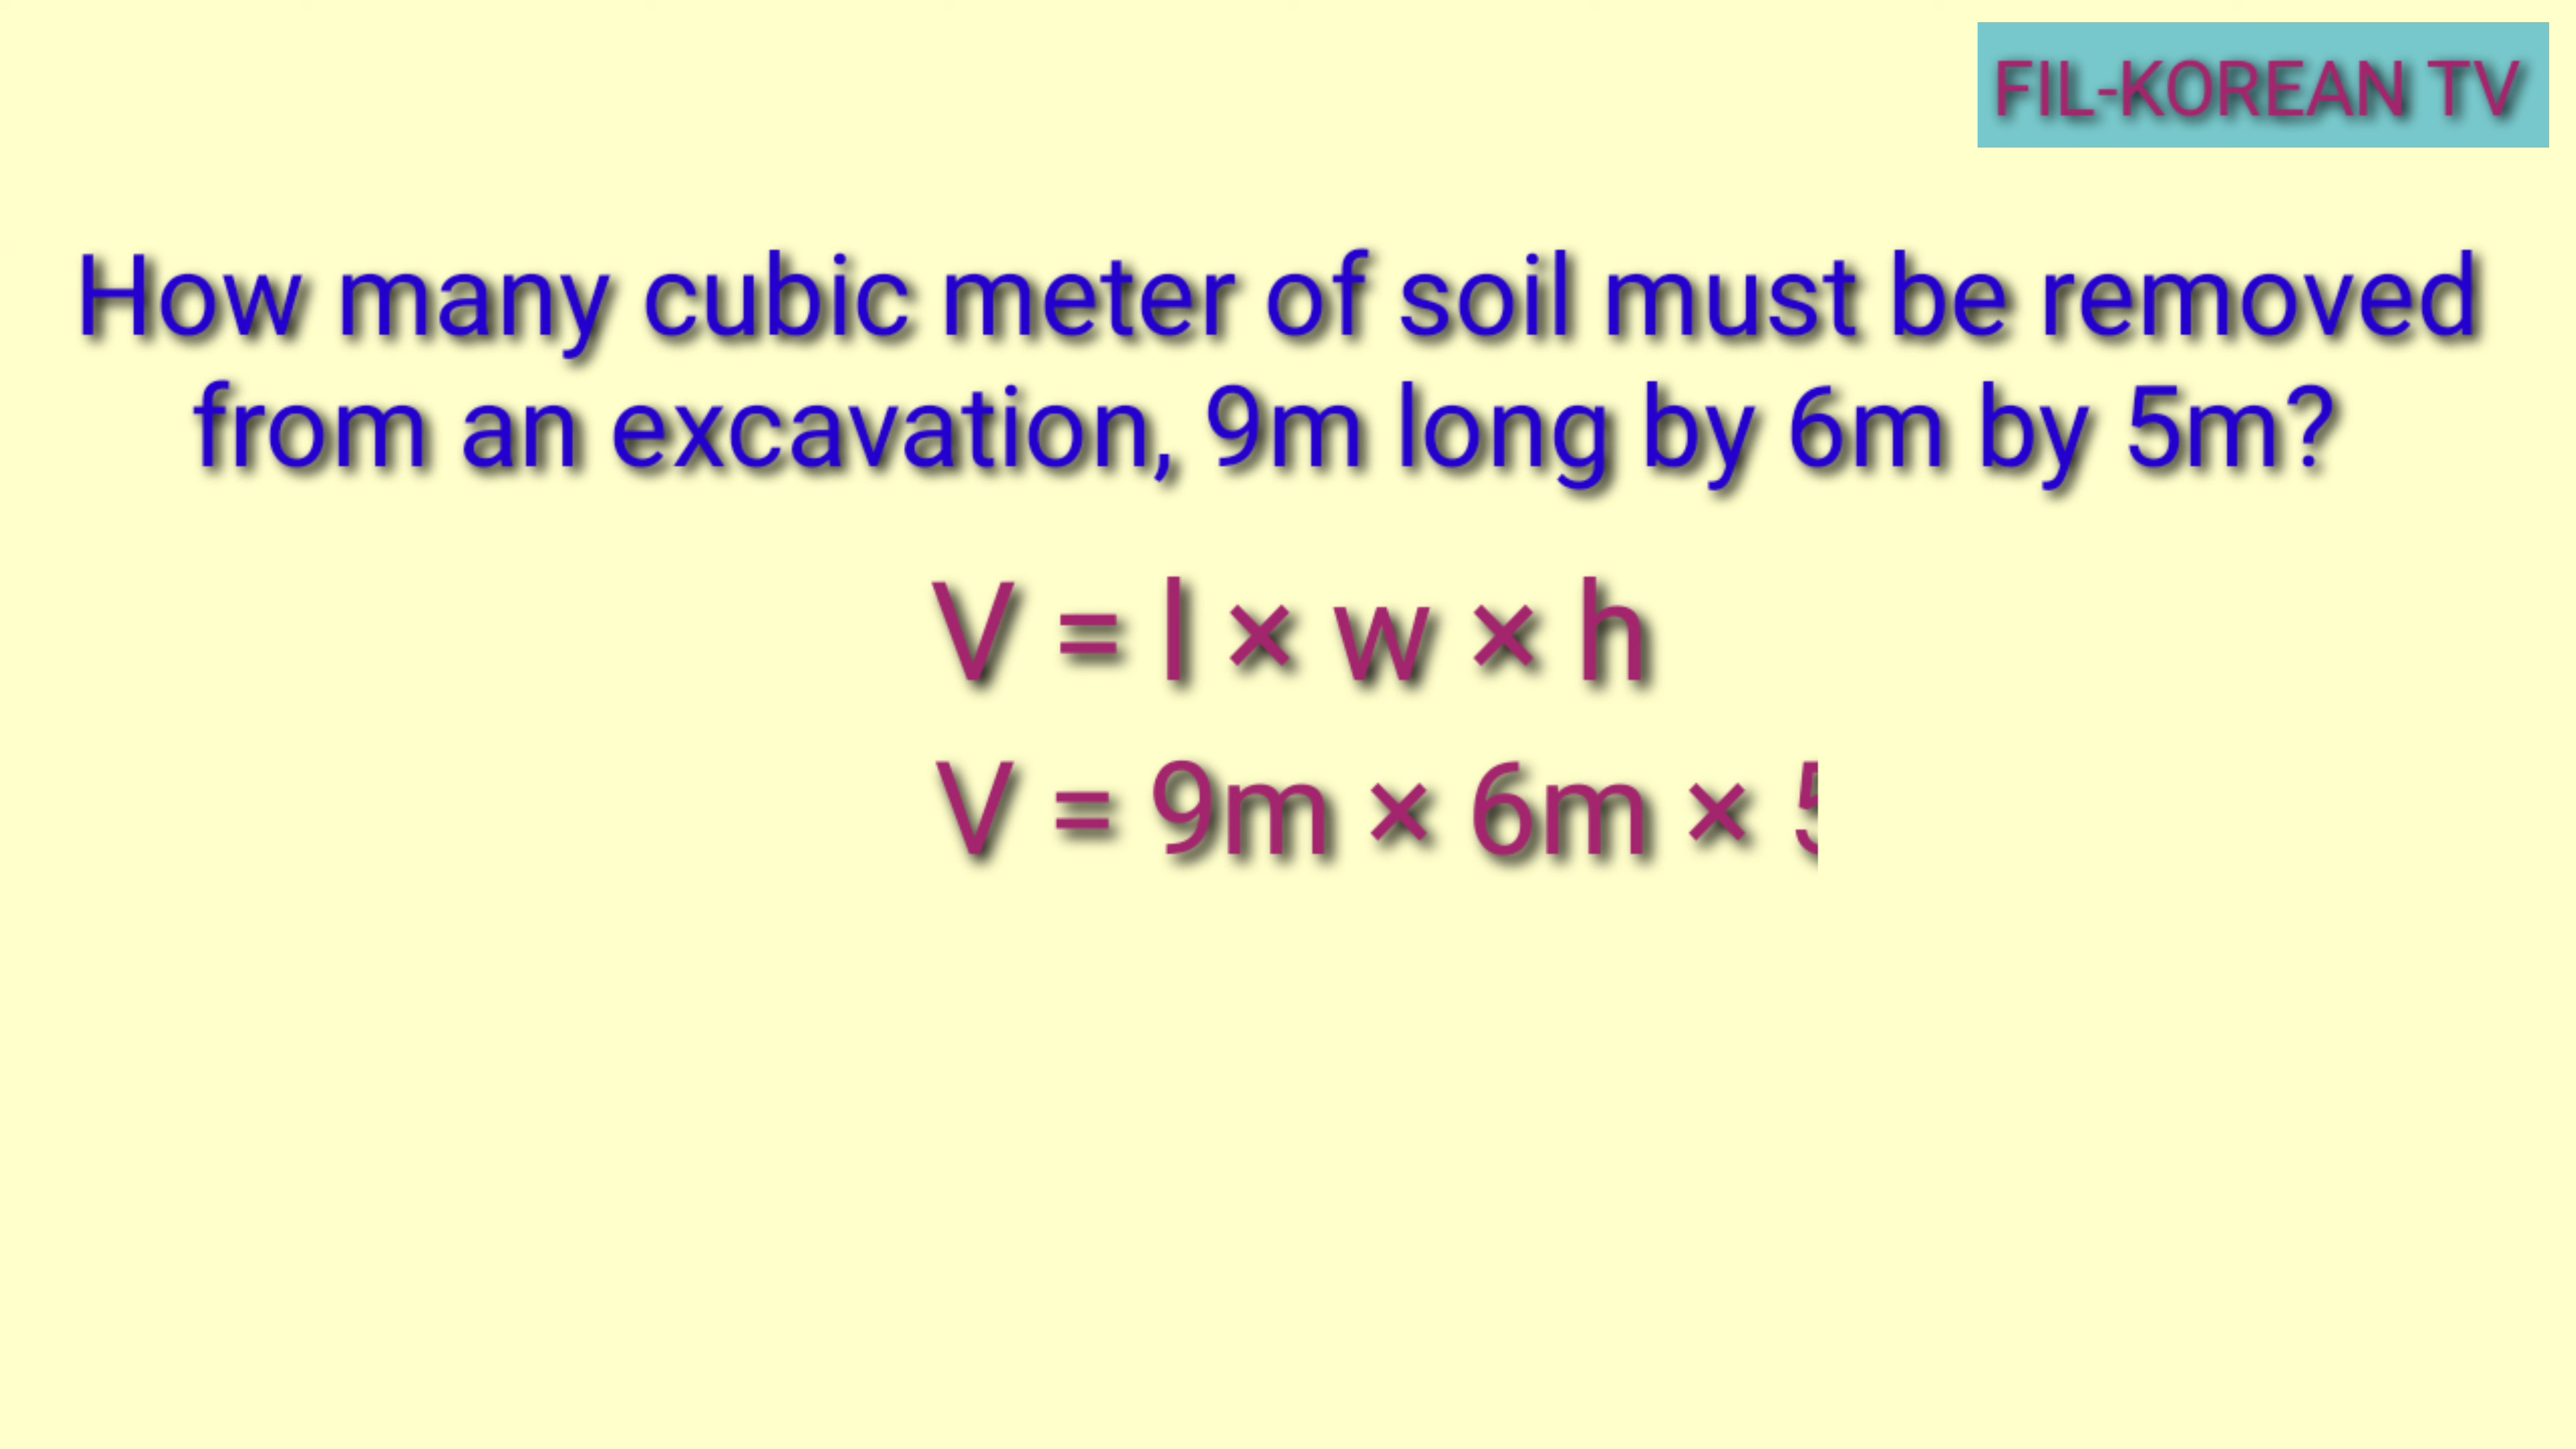 FIL-KOREAN TV
How many cubic meter of soil must be removed
from an excavation, 9m long by 6m by 5m?
V = l × w × h
V = 9m × 6m × 5